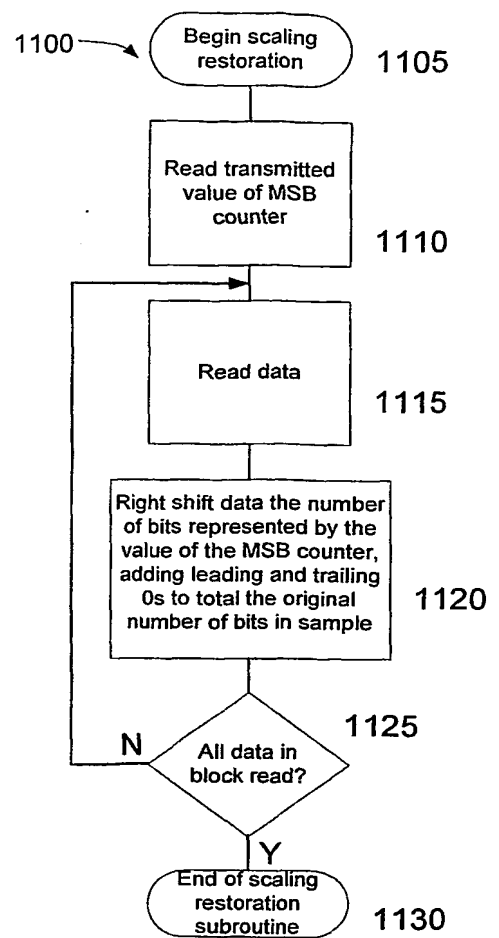 1100
Begin scaling
restoration
1105
Read transmitted
value of MSB
counter
1110
Read data
1115
Right shift data the number
of bits represented by the
value of the MSB counter,
adding leading and trailing
0s to total the original
number of bits in sample
1120
1125
N
All data in
block read?
Y
End of scaling
restoration
subroutine
1130